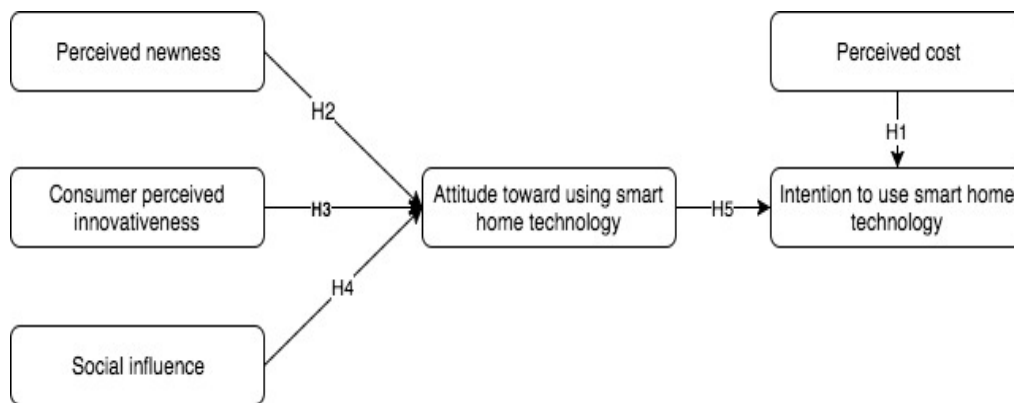 Perceived newness
Perceived cost
H2
H1
Consumer perceived
innovativeness
H3
Attitude toward using smart
home technology
H5
Intention to use smart home
technology
H4
Social influence